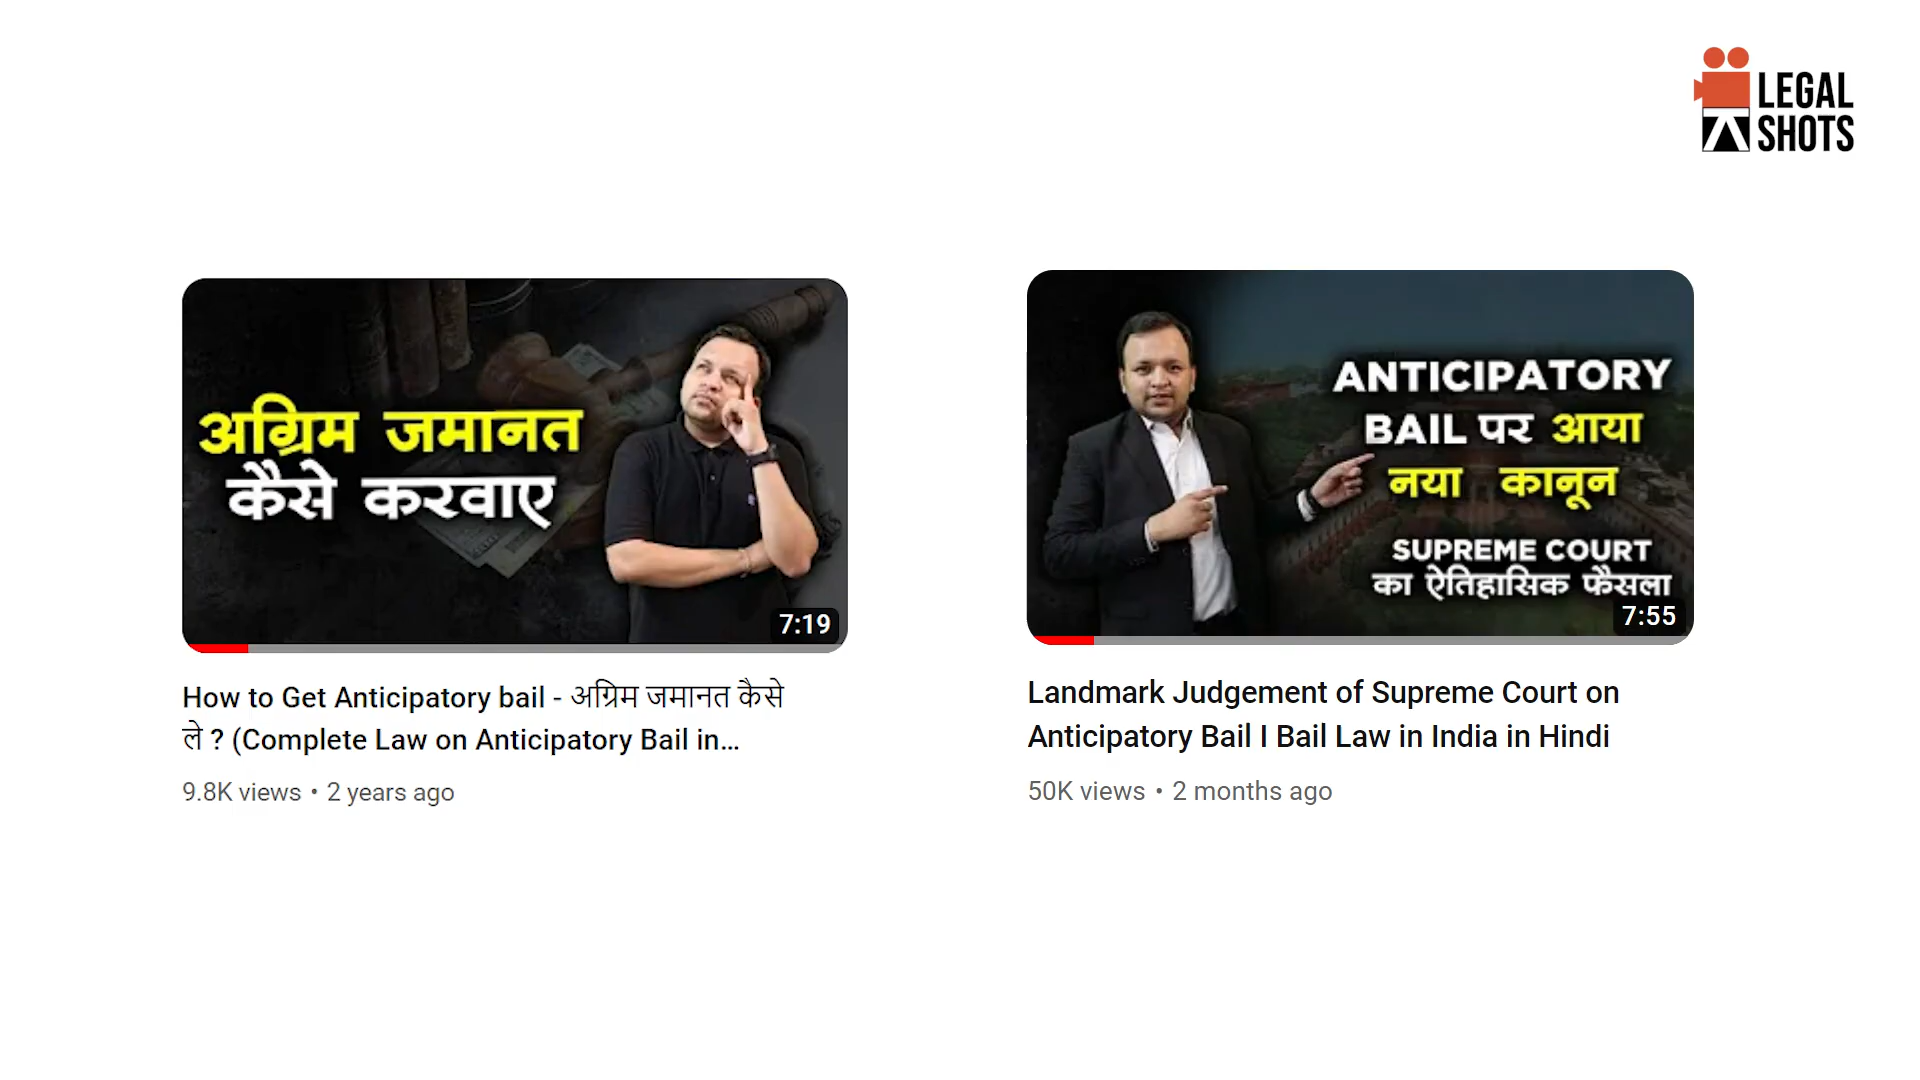 LEGAL
SHOTS
अग्रिम जमानत
कैसे करवाए
7:19
How to Get Anticipatory bail - अग्रिम जमानत कैसे
ले ? (Complete Law on Anticipatory Bail in...
9.8K views • 2 years ago
ANTICIPATORY
BAIL पर आया
नया कानून
SUPREME COURT
का ऐतिहासिक फैसला
7:55
Landmark Judgement of Supreme Court on
Anticipatory Bail I Bail Law in India in Hindi
50K views • 2 months ago